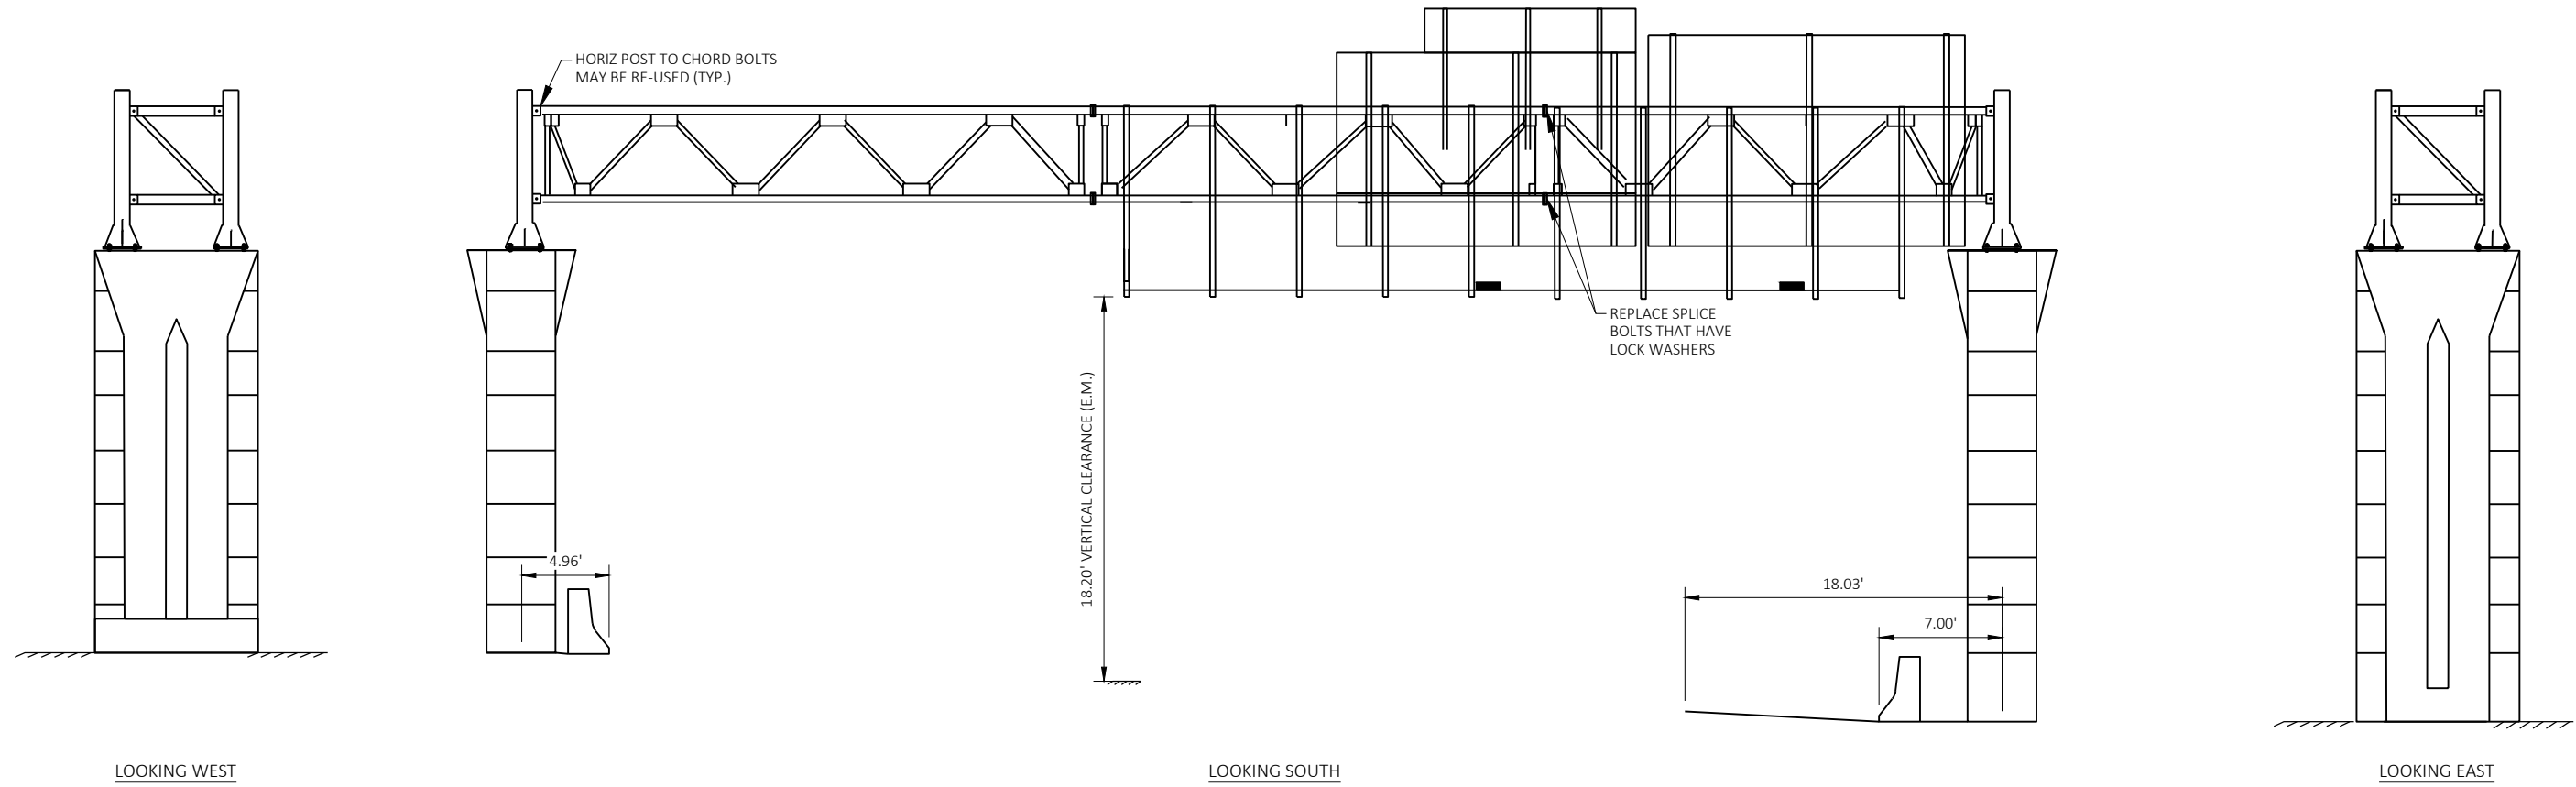 HORIZ POST TO CHORD BOLTS
MAY BE RE-USED (TYP.)
REPLACE SPLICE
BOLTS THAT HAVE
LOCK WASHERS
18.20' VERTICAL CLEARANCE (E.M.)
4.96'
18.03'
7.00'
LOOKING WEST
LOOKING SOUTH
LOOKING EAST